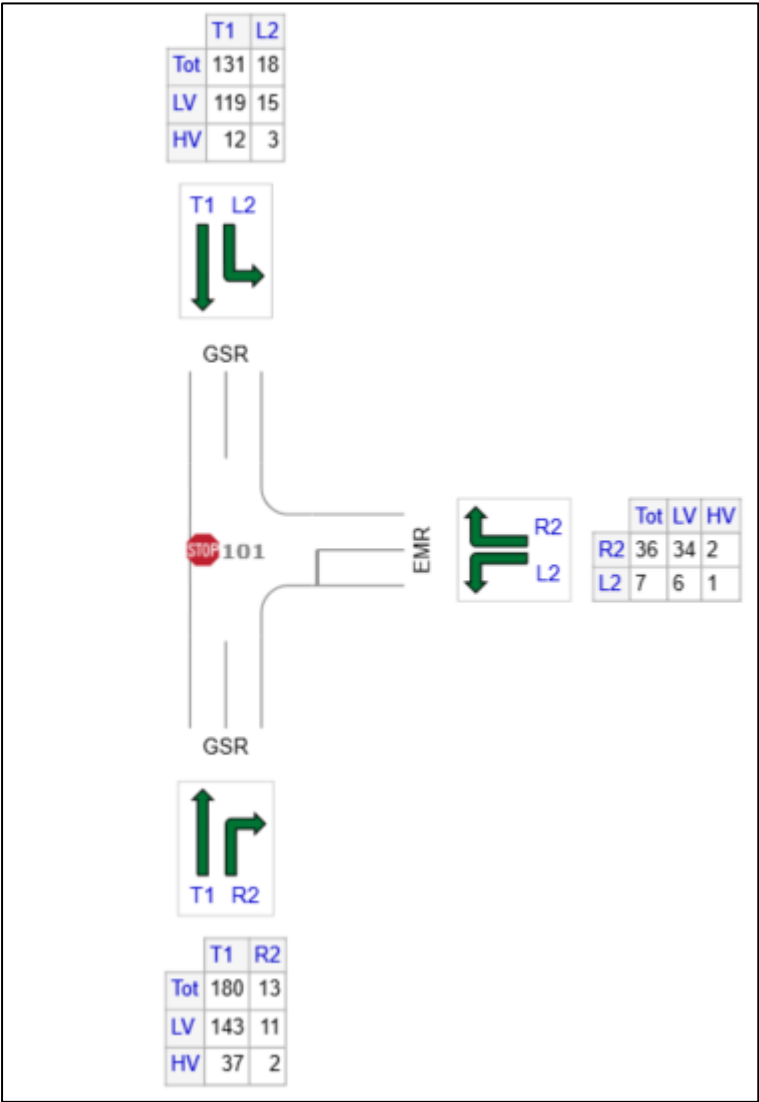 T1 L2
Tot 131 18
LV 119 15
HV 12 3
T1 L2
GSR
STOP 101
EMR
R2
L2
Tot LV HV
R2 36 34 2
L2 7 6 1
GSR
T1 R2
T1 R2
Tot 180 13
LV 143 11
HV 37 2